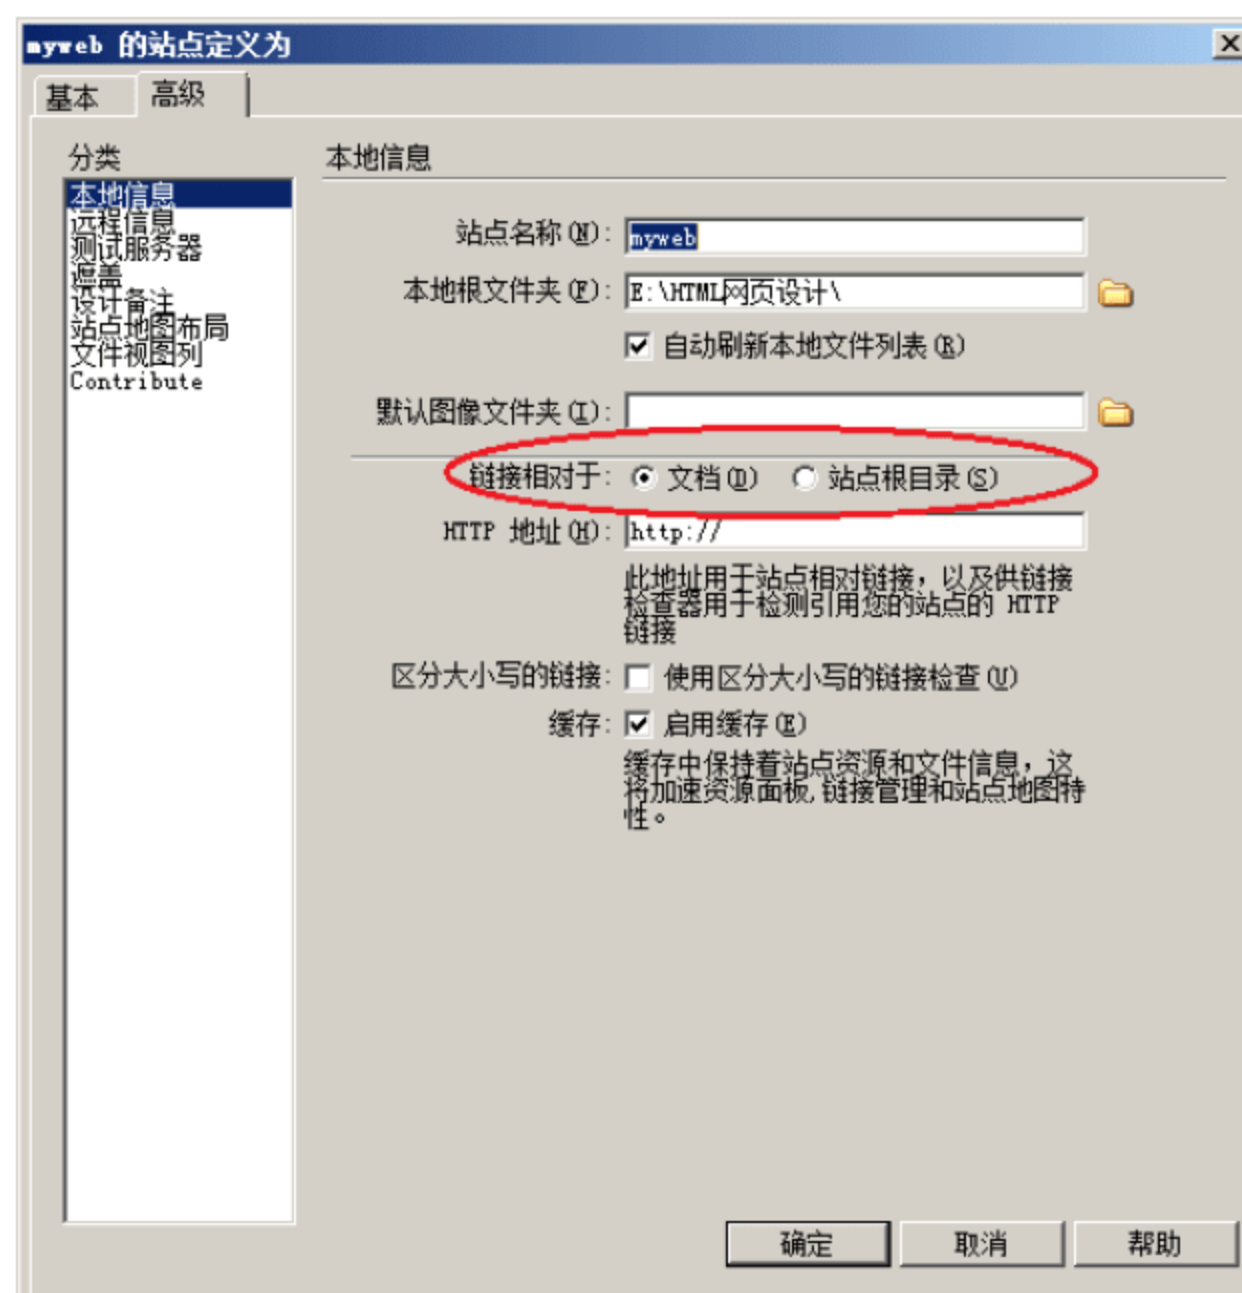 myweb 的站点定义为
基本 高级
分类
本地信息
远程信息
测试服务器
遮盖
设计备注
站点地图布局
文件视图列
Contribute
本地信息
站点名称(N): myweb
本地根文件夹(F): E:\HTML网页设计\
自动刷新本地文件列表(R)
默认图像文件夹(I):
链接相对于: 文档(D) 站点根目录(S)
HTTP 地址(H): http://
此地址用于站点相对链接，以及供链接
检查器用于检测引用您的站点的 HTTP
链接
区分大小写的链接: 使用区分大小写的链接检查(U)
缓存: 启用缓存(E)
缓存中保持着站点资源和文件信息，这
将加速资源面板,链接管理和站点地图特
性。
确定 取消 帮助